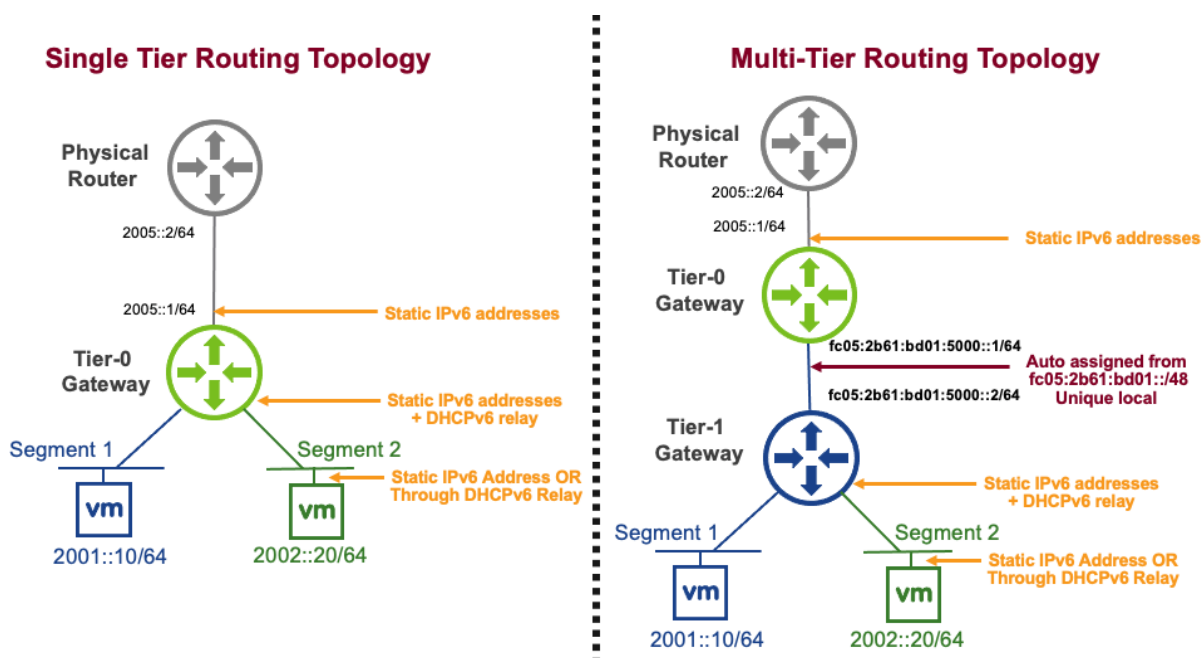 Single Tier Routing Topology
Physical
Router
2005::2/64
2005::1/64
Static IPv6 addresses
Tier-0
Gateway
Static IPv6 addresses
+ DHCPv6 relay
Segment 1
Segment 2
Static IPv6 Address OR
Through DHCPv6 Relay
vm
vm
2001::10/64
2002::20/64
Multi-Tier Routing Topology
Physical
Router
2005::2/64
2005::1/64
Static IPv6 addresses
Tier-0
Gateway
fc05:2b61:bd01:5000::1/64
Auto assigned from
fc05:2b61:bd01::/48
Unique local
fc05:2b61:bd01:5000::2/64
Tier-1
Gateway
Static IPv6 addresses
+ DHCPv6 relay
Segment 1
Segment 2
Static IPv6 Address OR
Through DHCPv6 Relay
vm
vm
2001::10/64
2002::20/64